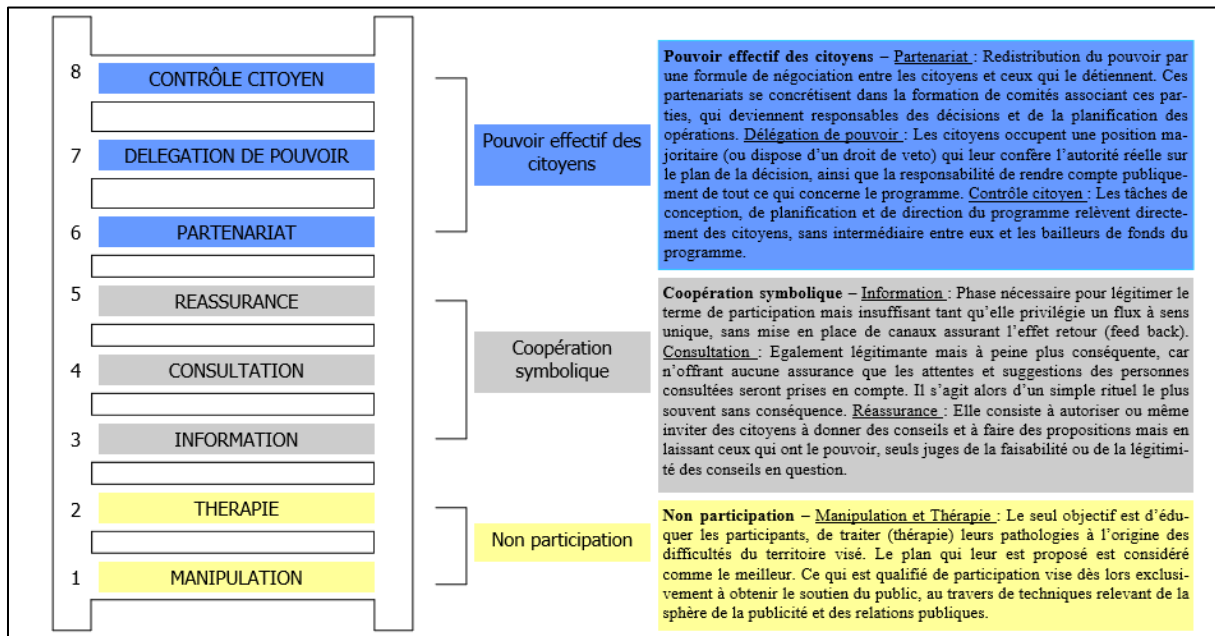 8
CONTRÔLE CITOYEN
7
DELEGATION DE POUVOIR
6
PARTENARIAT
5
REASSURANCE
4
CONSULTATION
3
INFORMATION
2
THERAPIE
1
MANIPULATION
Pouvoir effectif des
citoyens
Coopération
symbolique
Non participation
Pouvoir effectif des citoyens – Partenariat : Redistribution du pouvoir par
une formule de négociation entre les citoyens et ceux qui le détiennent. Ces
partenariats se concrétisent dans la formation de comités associant ces par-
ties, qui deviennent responsables des décisions et de la planification des
opérations. Délégation de pouvoir : Les citoyens occupent une position ma-
joritaire (ou dispose d'un droit de veto) qui leur confère l'autorité réelle sur
le plan de la décision, ainsi que la responsabilité de rendre compte publique-
ment de tout ce qui concerne le programme. Contrôle citoyen : Les tâches de
conception, de planification et de direction du programme relèvent directe-
ment des citoyens, sans intermédiaire entre eux et les bailleurs de fonds du
programme.
Coopération symbolique – Information : Phase nécessaire pour légitimer le
terme de participation mais insuffisant tant qu'elle privilégie un flux à sens
unique, sans mise en place de canaux assurant l'effet retour (feed back).
Consultation : Egalement légitimante mais à peine plus conséquente, car
n'offrant aucune assurance que les attentes et suggestions des personnes
consultées seront prises en compte. Il s'agit alors d'un simple rituel le plus
souvent sans conséquence. Réassurance : Elle consiste à autoriser ou même
inviter des citoyens à donner des conseils et à faire des propositions mais en
laissant ceux qui ont le pouvoir, seuls juges de la faisabilité ou de la légitimi-
té des conseils en question.
Non participation – Manipulation et Thérapie : Le seul objectif est d'édu-
quer les participants, de traiter (thérapie) leurs pathologies à l'origine des
difficultés du territoire visé. Le plan qui leur est proposé est considéré
comme le meilleur. Ce qui est qualifié de participation vise dès lors exclusi-
vement à obtenir le soutien du public, au travers de techniques relevant de la
sphère de la publicité et des relations publiques.